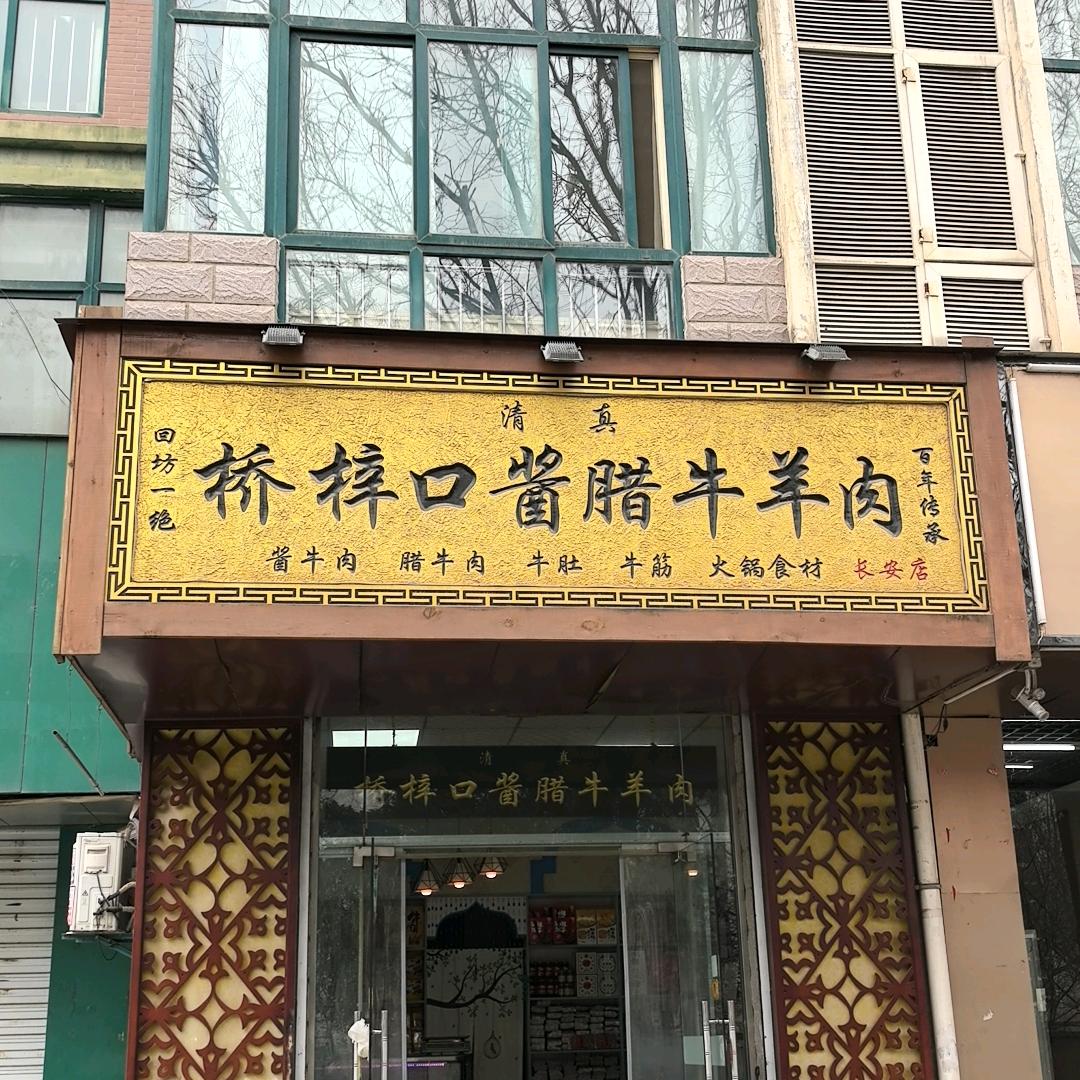 清真
回坊一绝
桥梓口酱腊牛羊肉
百年传承
酱牛肉 腊牛肉 牛肚 牛筋 火锅食材 长安店
清真
桥梓口酱腊牛羊肉